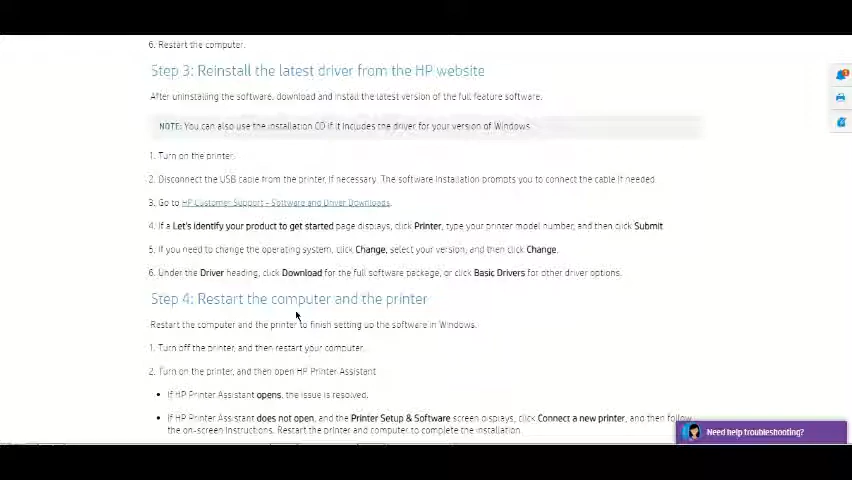 6. Restart the computer.
Step 3: Reinstall the latest driver from the HP website
After uninstalling the software, download and install the latest version of the full feature software.
NOTE: You can also use the installation CD if it includes the driver for your version of Windows.
1. Turn on the printer.
2. Disconnect the USB cable from the printer, if necessary. The software installation prompts you to connect the cable if needed.
3. Go to HP Customer Support - Software and Driver Downloads.
4. If a Let's identify your product to get started page displays, click Printer, type your printer model number, and then click Submit
5. If you need to change the operating system, click Change, select your version, and then click Change.
6. Under the Driver heading, click Download for the full software package, or click Basic Drivers for other driver options.
Step 4: Restart the computer and the printer
Restart the computer and the printer to finish setting up the software in Windows.
1. Turn off the printer, and then restart your computer.
2. Turn on the printer, and then open HP Printer Assistant
• If HP Printer Assistant opens, the issue is resolved.
• If HP Printer Assistant does not open, and the Printer Setup & Software screen displays, click Connect a new printer, and then follow
the on-screen instructions. Restart the printer and computer to complete the installation.
Need help troubleshooting?